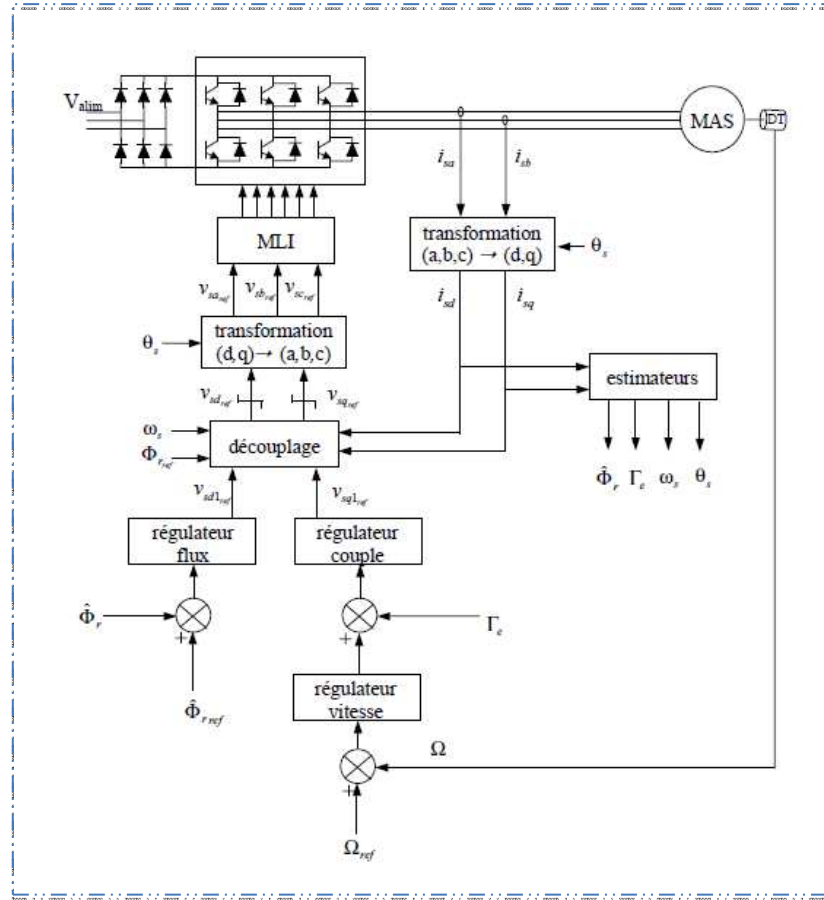 V_alim
MAS
DT
i_sa
i_sb
MLI
transformation
(a,b,c) → (d,q)
θ_s
v_sa_ref
v_sb_ref
v_sc_ref
i_sd
i_sq
θ_s
transformation
(d,q) → (a,b,c)
estimateurs
v_sd_ref
v_sq_ref
ω_s
Φ_r_ref
découplage
Φ̂_r
Γ_e
ω_s
θ_s
v_sd1_ref
v_sq1_ref
régulateur
flux
régulateur
couple
Φ̂_r
+
+
Γ_e
Φ̂_r ref
régulateur
vitesse
Ω
+
Ω_ref